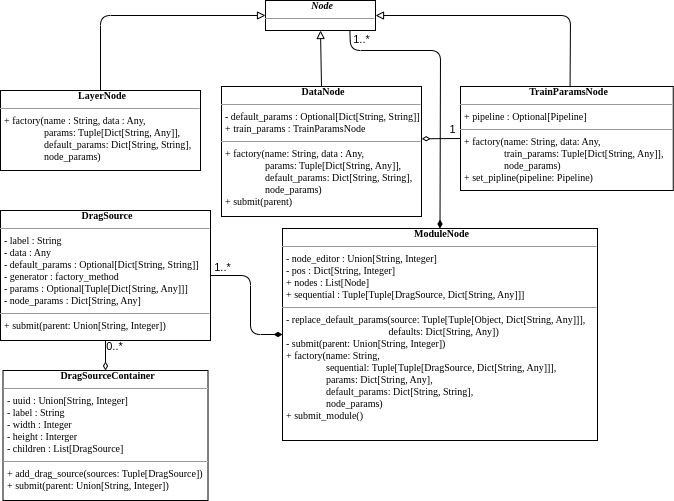 Node
1..*
LayerNode
+ factory(name : String, data : Any,
params: Tuple[Dict[String, Any]],
default_params: Dict[String, String],
node_params)
DataNode
- default_params : Optional[Dict[String, String]]
+ train_params : TrainParamsNode
+ factory(name: String, data : Any,
params: Tuple[Dict[String, Any]],
default_params: Dict[String, String],
node_params)
+ submit(parent)
1
TrainParamsNode
+ pipeline : Optional[Pipeline]
+ factory(name: String, data: Any,
train_params: Tuple[Dict[String, Any]],
node_params)
+ set_pipline(pipeline: Pipeline)
DragSource
- label : String
- data : Any
- default_params : Optional[Dict[String, String]]
- generator : factory_method
- params : Optional[Tuple[Dict[String, Any]]]
- node_params : Dict[String, Any]
+ submit(parent: Union[String, Integer])
1..*
0..*
ModuleNode
- node_editor : Union[String, Integer]
- pos : Dict[String, Integer]
+ nodes : List[Node]
+ sequential : Tuple[Tuple[DragSource, Dict[String, Any]]]
- replace_default_params(source: Tuple[Tuple[Object, Dict[String, Any]]],
defaults: Dict[String, Any])
- submit(parent: Union[String, Integer])
+ factory(name: String,
sequential: Tuple[Tuple[DragSource, Dict[String, Any]]],
params: Dict[String, Any],
default_params: Dict[String, String],
node_params)
+ submit_module()
DragSourceContainer
- uuid : Union[String, Integer]
- label : String
- width : Integer
- height : Interger
- children : List[DragSource]
+ add_drag_source(sources: Tuple[DragSource])
+ submit(parent: Union[String, Integer])